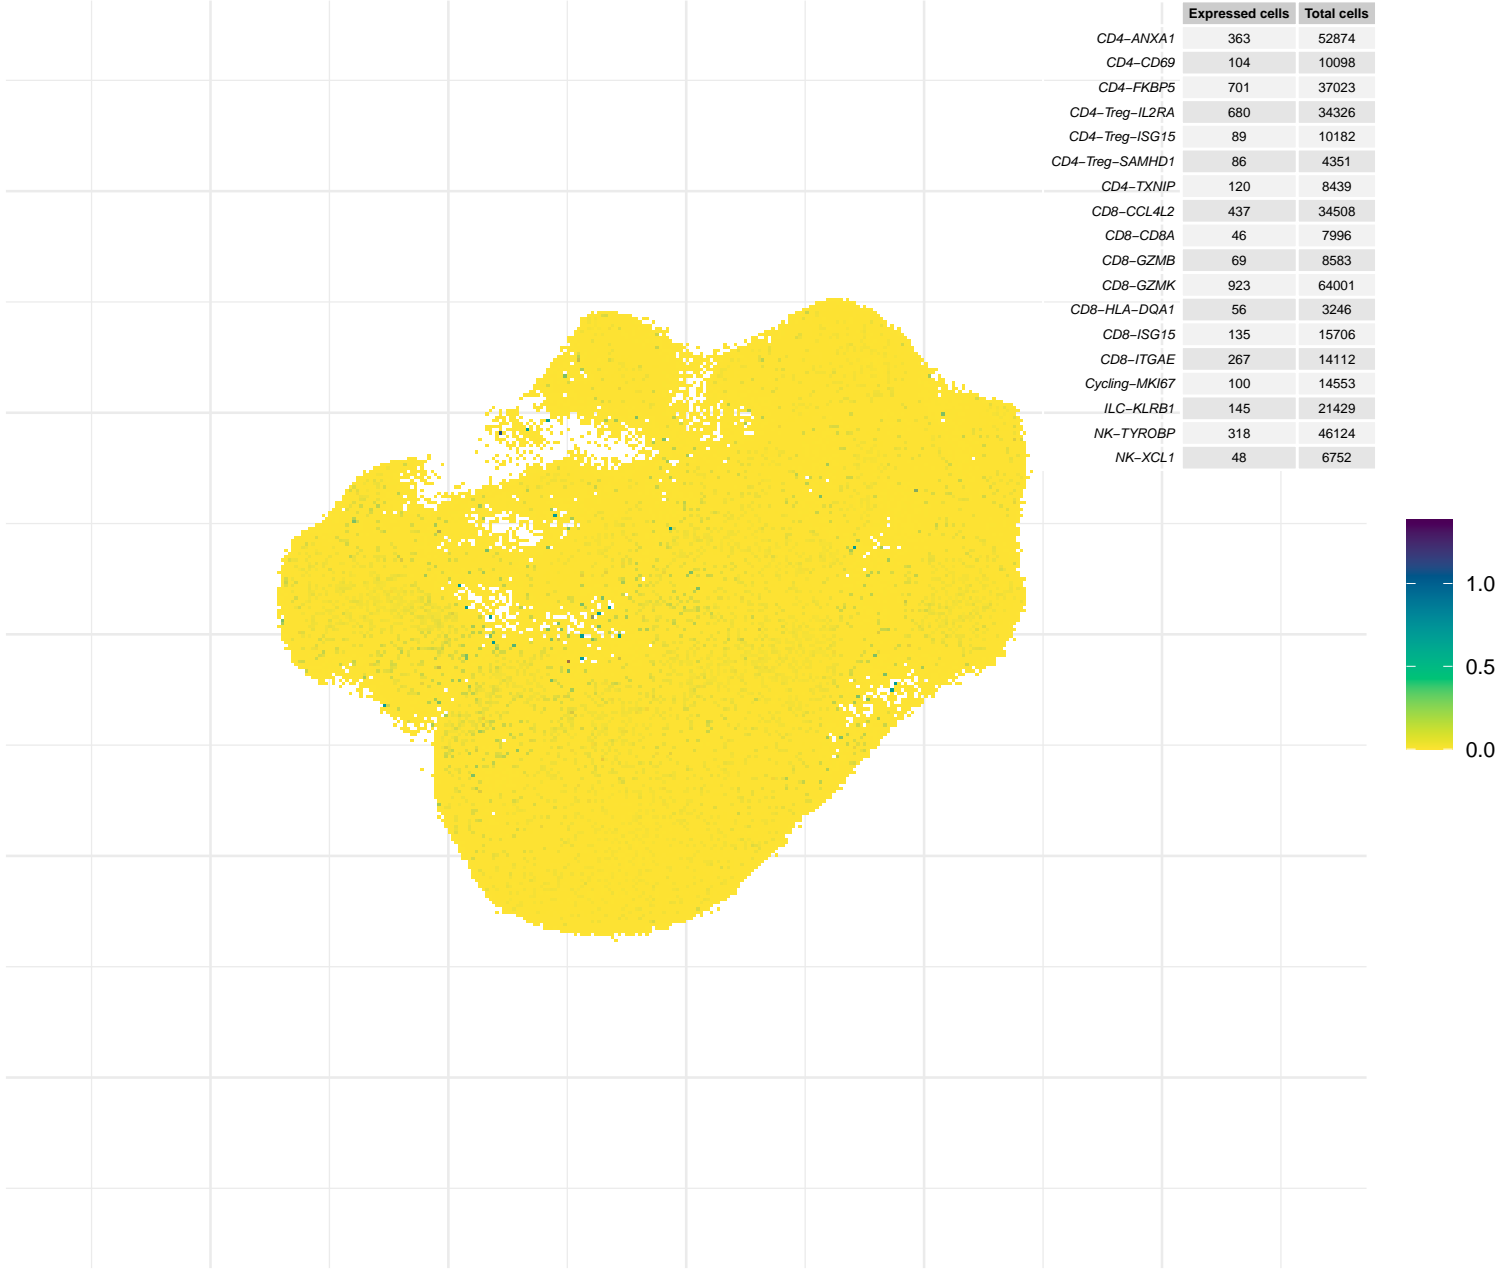 Expressed cells Total cells
CD4−ANXA1 363 52874
CD4−CD69 104 10098
CD4−FKBP5 701 37023
CD4−Treg−IL2RA 680 34326
CD4−Treg−ISG15 89 10182
CD4−Treg−SAMHD1 86 4351
CD4−TXNIP 120 8439
CD8−CCL4L2 437 34508
CD8−CD8A 46 7996
CD8−GZMB 69 8583
CD8−GZMK 923 64001
CD8−HLA−DQA1 56 3246
CD8−ISG15 135 15706
CD8−ITGAE 267 14112
Cycling−MKI67 100 14553
ILC−KLRB1 145 21429
NK−TYROBP 318 46124
NK−XCL1 48 6752
1.0
0.5
0.0